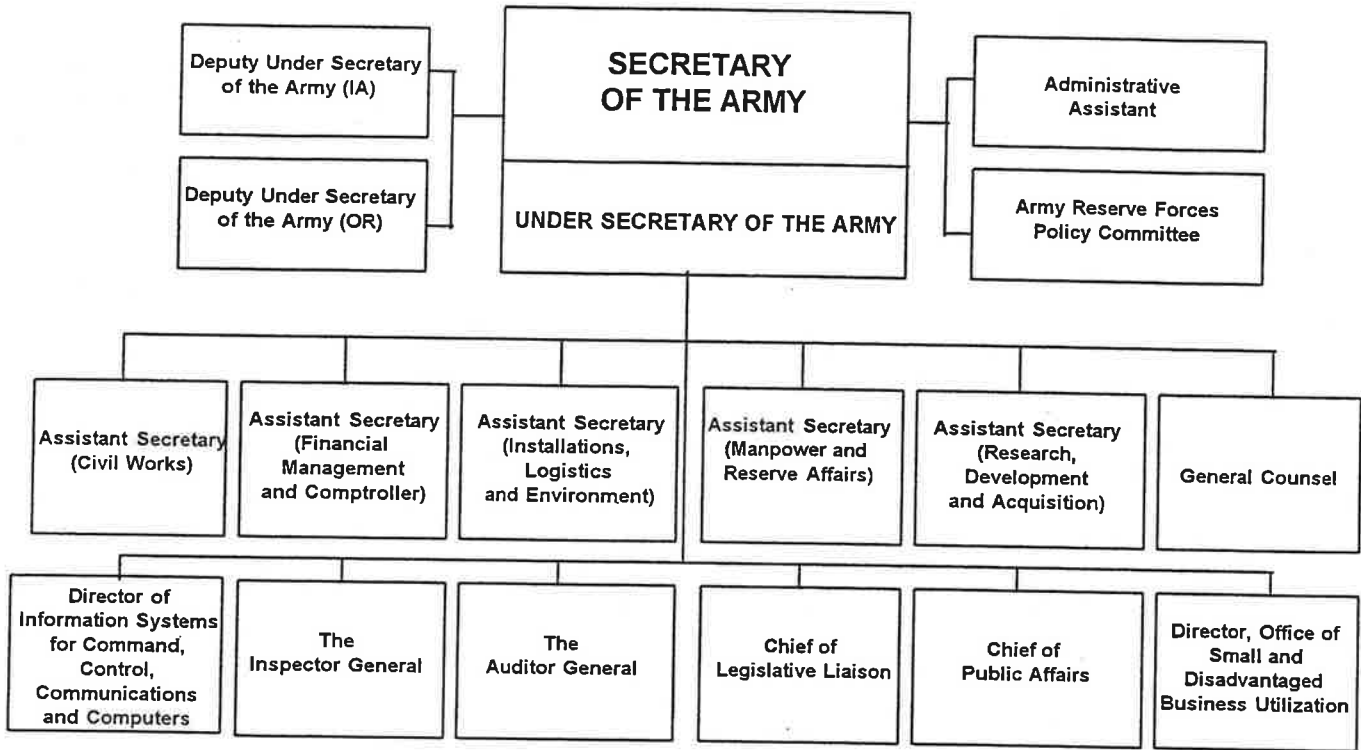 Deputy Under Secretary
of the Army (IA)
SECRETARY
OF THE ARMY
Administrative
Assistant
Deputy Under Secretary
of the Army (OR)
UNDER SECRETARY OF THE ARMY
Army Reserve Forces
Policy Committee
Assistant Secretary
(Civil Works)
Assistant Secretary
(Financial
Management
and Comptroller)
Assistant Secretary
(Installations,
Logistics
and Environment)
Assistant Secretary
(Manpower and
Reserve Affairs)
Assistant Secretary
(Research,
Development
and Acquisition)
General Counsel
Director of
Information Systems
for Command,
Control,
Communications
and Computers
The
Inspector General
The
Auditor General
Chief of
Legislative Liaison
Chief of
Public Affairs
Director, Office of
Small and
Disadvantaged
Business Utilization